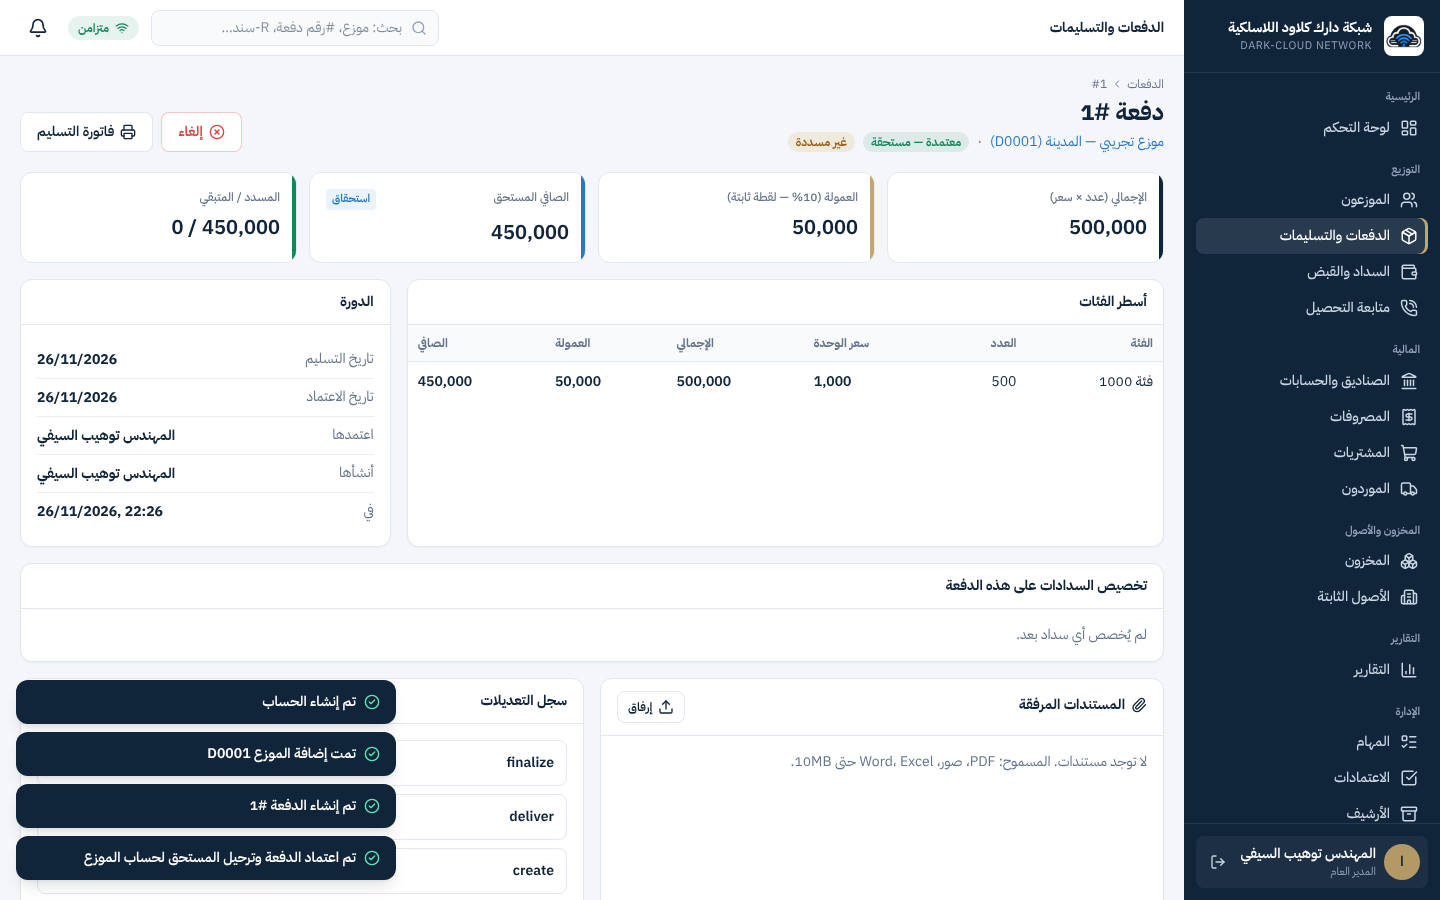 شبكة دارك كلاود اللاسلكية
DARK-CLOUD NETWORK
الرئيسية
لوحة التحكم
التوزيع
الموزعون
الدفعات والتسليمات
السداد والقبض
متابعة التحصيل
المالية
الصناديق والحسابات
المصروفات
المشتريات
الموردون
المخزون والأصول
المخزون
الأصول الثابتة
التقارير
التقارير
الإدارة
المهام
الاعتمادات
الأرشيف
ا
المهندس توهيب السيفي
المدير العام
الدفعات والتسليمات
بحث: موزع، #رقم دفعة، R-سند...
متزامن
الدفعات › #1
دفعة #1
موزع تجريبي — المدينة (D0001) · معتمدة — مستحقة غير مسددة
إلغاء
فاتورة التسليم
الإجمالي (عدد × سعر)
500,000
العمولة (10% — لقطة ثابتة)
50,000
الصافي المستحق
استحقاق
450,000
المسدد / المتبقي
0 / 450,000
أسطر الفئات
الفئة العدد سعر الوحدة الإجمالي العمولة الصافي
فئة 1000 500 1,000 500,000 50,000 450,000
الدورة
تاريخ التسليم 26/11/2026
تاريخ الاعتماد 26/11/2026
اعتمدها المهندس توهيب السيفي
أنشأها المهندس توهيب السيفي
في 26/11/2026, 22:26
تخصيص السدادات على هذه الدفعة
لم يُخصص أي سداد بعد.
المستندات المرفقة
إرفاق
لا توجد مستندات. المسموح: PDF، صور، Word، Excel حتى 10MB.
سجل التعديلات
finalize
deliver
create
تم إنشاء الحساب
تمت إضافة الموزع D0001
تم إنشاء الدفعة #1
تم اعتماد الدفعة وترحيل المستحق لحساب الموزع